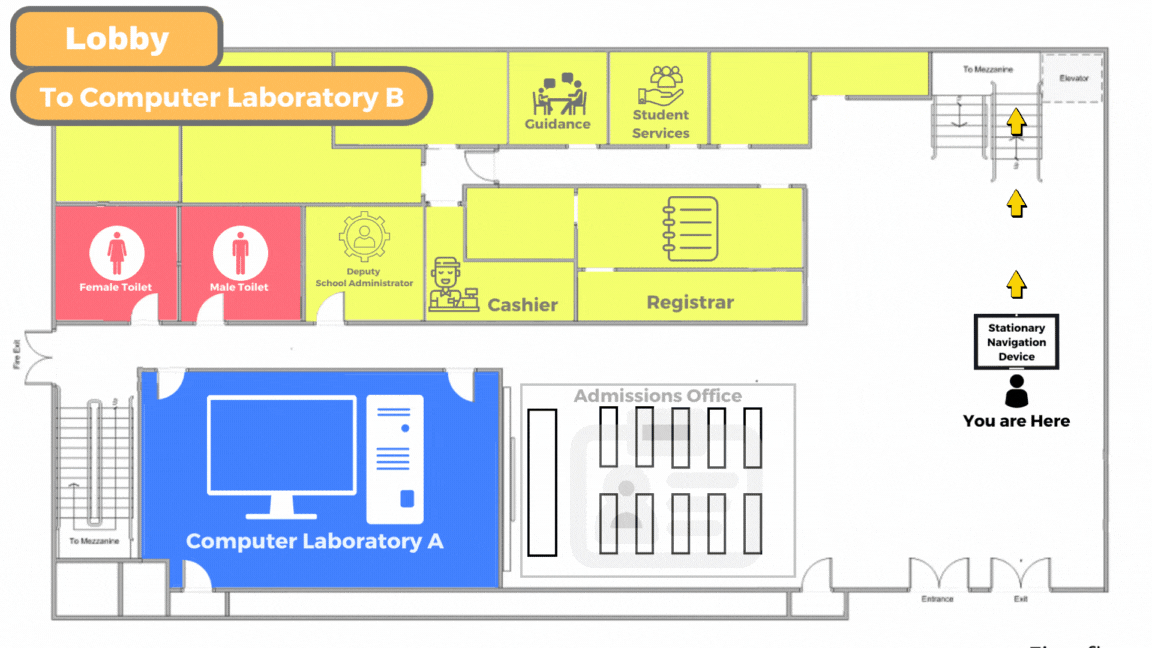 Lobby
To Computer Laboratory B
Guidance
Student
Services
To Mezzanine
Elevator
Female Toilet
Male Toilet
Deputy
School Administrator
Cashier
Registrar
Stationary
Navigation
Device
You are Here
Fire Exit
Admissions Office
Computer Laboratory A
To Mezzanine
Entrance
Exit